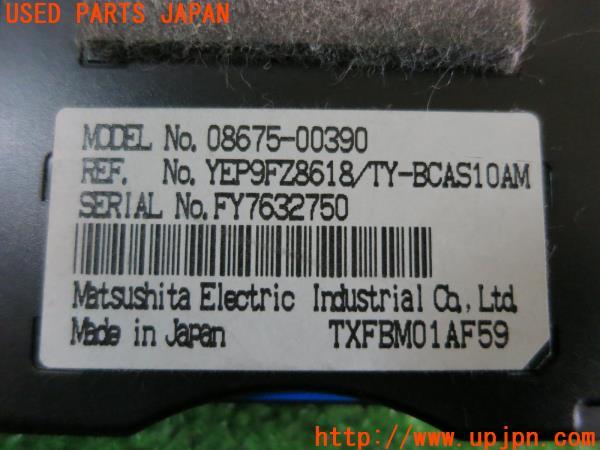 USED PARTS JAPAN
MODEL No. 08675-00390
REF. No. YEP9FZ8618/TY-BCAS10AM
SERIAL No. FY7632750
Matsushita Electric Industrial Co., Ltd.
Made in Japan TXFBM01AF59
UPJ
http://www.upjpn.com/